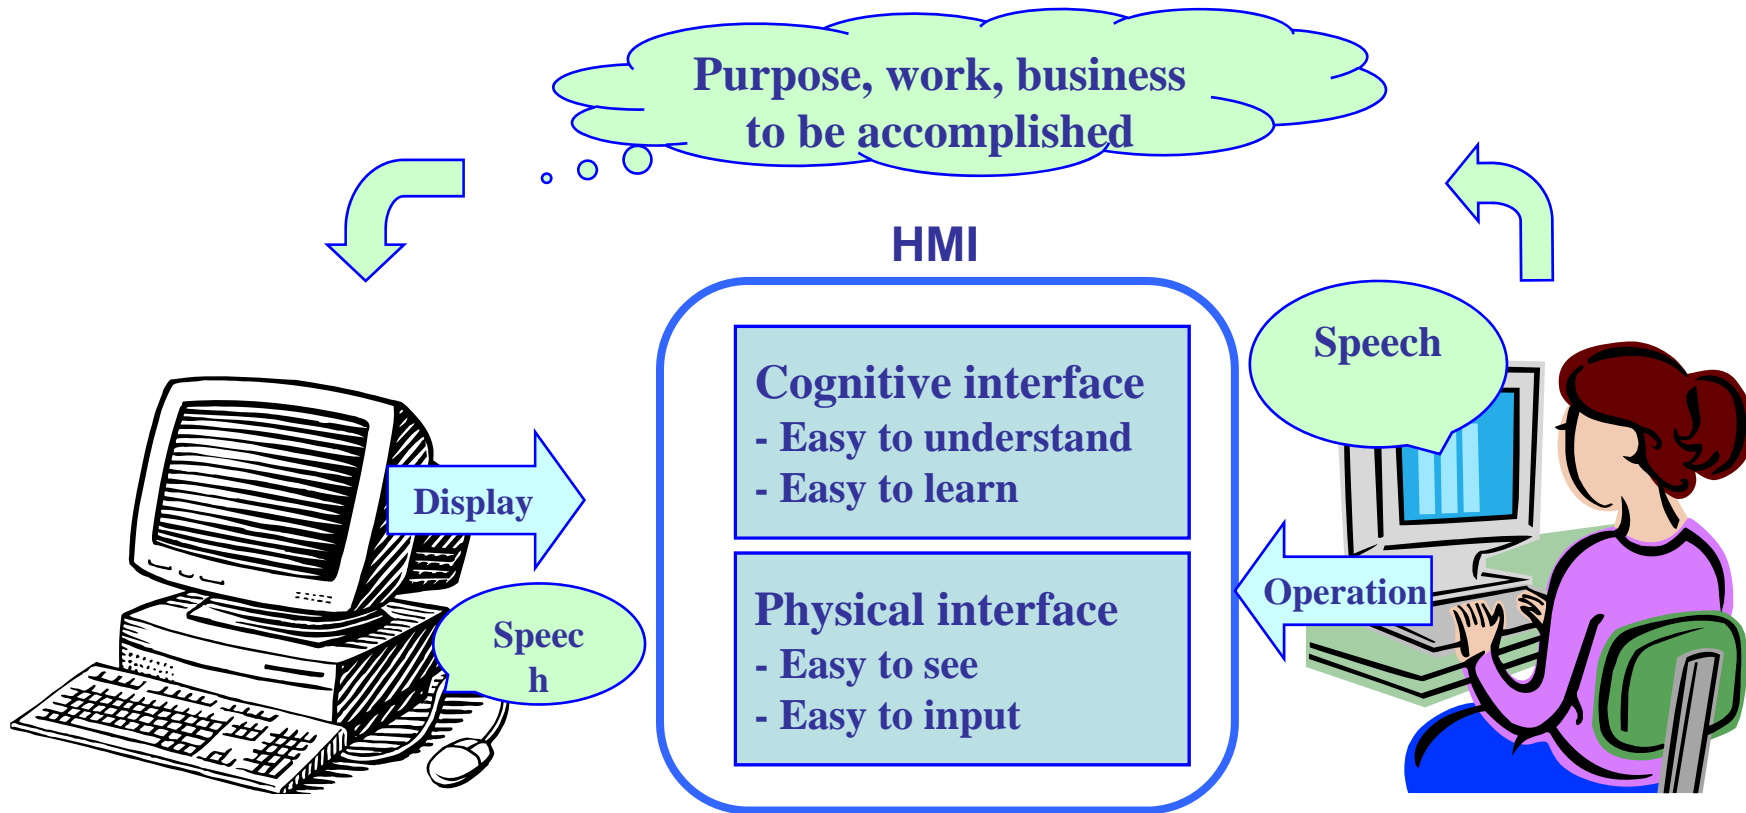 Purpose, work, business
to be accomplished
HMI
Speech
Cognitive interface
- Easy to understand
- Easy to learn
Display
Operation
Physical interface
- Easy to see
- Easy to input
Speec
h